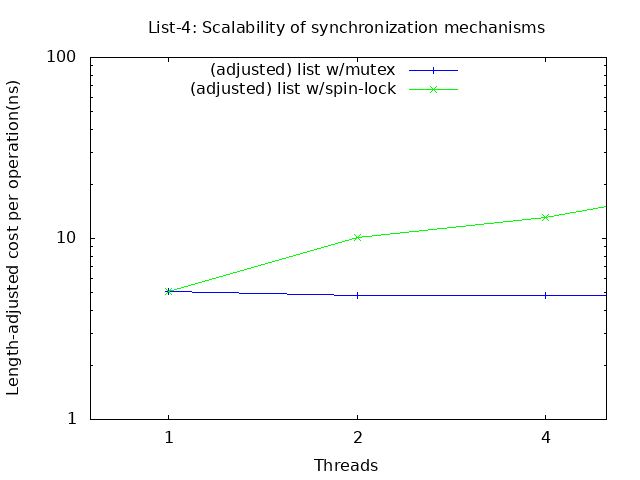 List-4: Scalability of synchronization mechanisms
(adjusted) list w/mutex
(adjusted) list w/spin-lock
Length-adjusted cost per operation(ns)
100
10
1
1 2 4
Threads